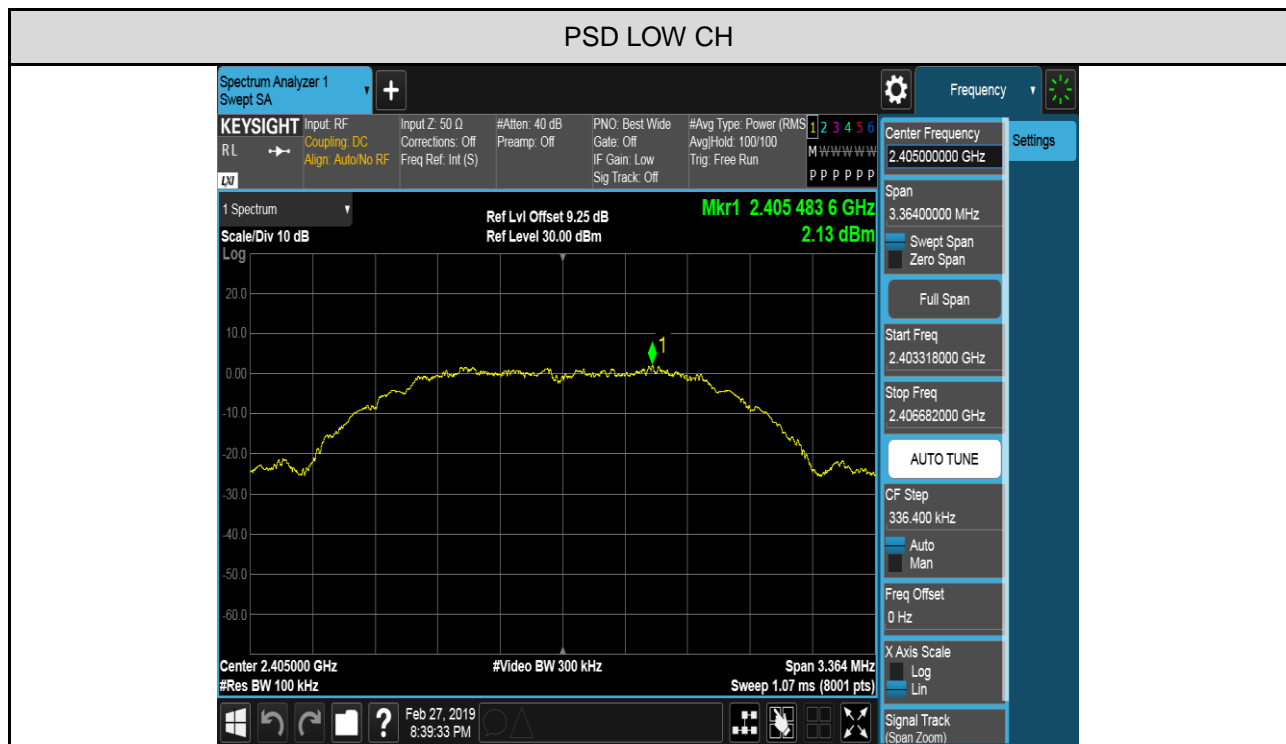 PSD LOW CH
Spectrum Analyzer 1
Swept SA
Frequency
KEYSIGHT
RL
LXI
Input: RF
Coupling: DC
Align: Auto/No RF
Input Z: 50 Ω
Corrections: Off
Freq Ref: Int (S)
#Atten: 40 dB
Preamp: Off
PNO: Best Wide
Gate: Off
IF Gain: Low
Sig Track: Off
#Avg Type: Power (RMS
Avg|Hold: 100/100
Trig: Free Run
1 2 3 4 5 6
M W W W W W
P P P P P P
1 Spectrum
Scale/Div 10 dB
Ref Lvl Offset 9.25 dB
Ref Level 30.00 dBm
Mkr1 2.405 483 6 GHz
2.13 dBm
Log
20.0
10.0
0.00
-10.0
-20.0
-30.0
-40.0
-50.0
-60.0
1
Center 2.405000 GHz
#Res BW 100 kHz
#Video BW 300 kHz
Span 3.364 MHz
Sweep 1.07 ms (8001 pts)
?
Feb 27, 2019
8:39:33 PM
Center Frequency
2.405000000 GHz
Settings
Span
3.36400000 MHz
Swept Span
Zero Span
Full Span
Start Freq
2.403318000 GHz
Stop Freq
2.406682000 GHz
AUTO TUNE
CF Step
336.400 kHz
Auto
Man
Freq Offset
0 Hz
X Axis Scale
Log
Lin
Signal Track
(Span Zoom)